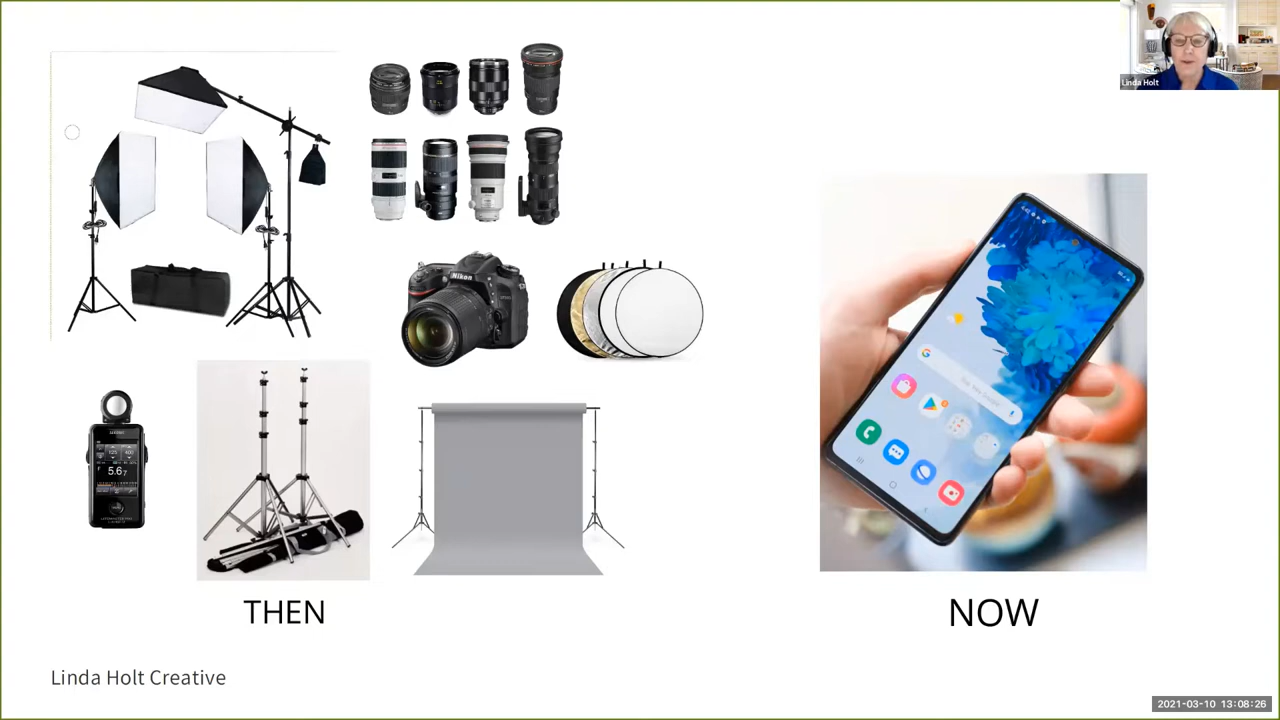 Linda Holt
Nikon
5.6
THEN
NOW
Linda Holt Creative
2021-03-10 13:08:26